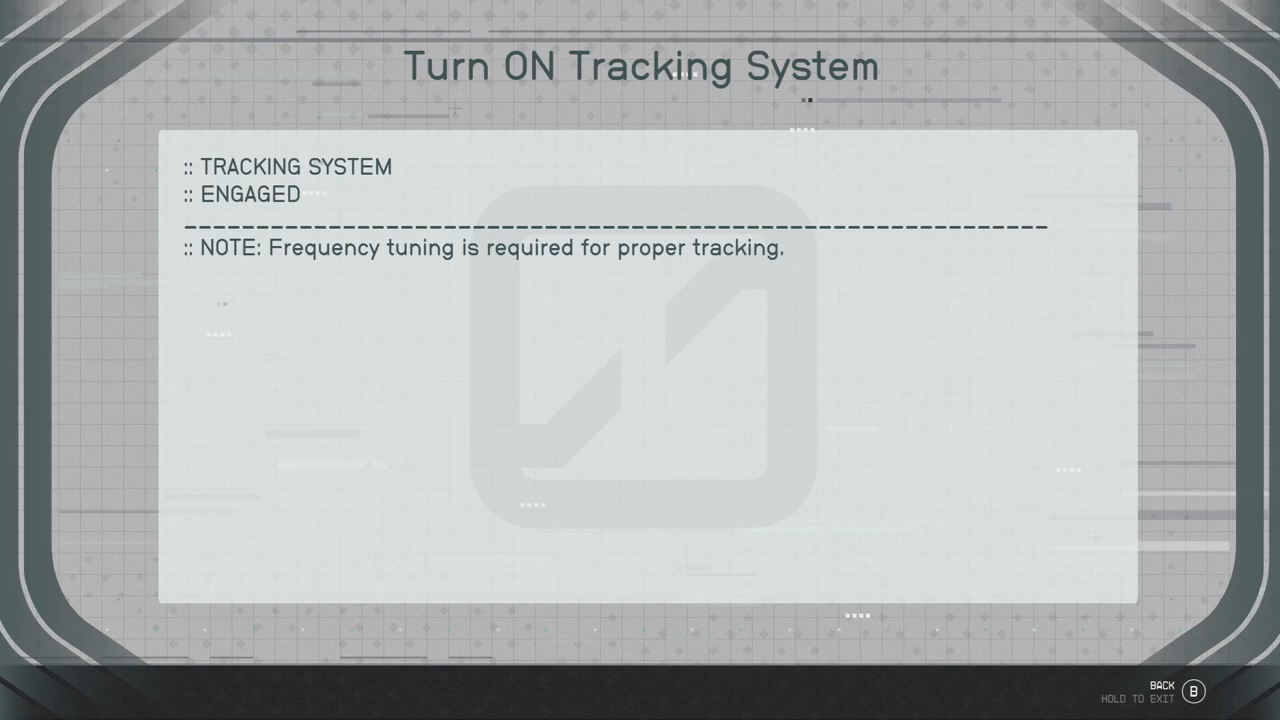 Turn ON Tracking System
:: TRACKING SYSTEM
:: ENGAGED
____________________________________________________________
:: NOTE: Frequency tuning is required for proper tracking.
BACK
HOLD TO EXIT
B